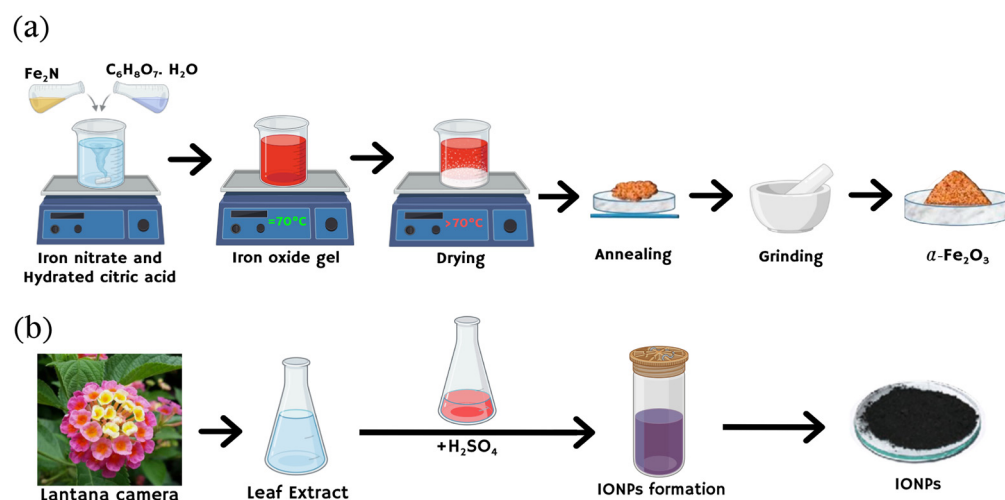 (a)
Fe₂N
C₆H₈O₇. H₂O
=70°C
>70°C
Iron nitrate and
Hydrated citric acid
Iron oxide gel
Drying
Annealing
Grinding
α-Fe₂O₃
(b)
+H₂SO₄
Lantana camera
Leaf Extract
IONPs formation
IONPs